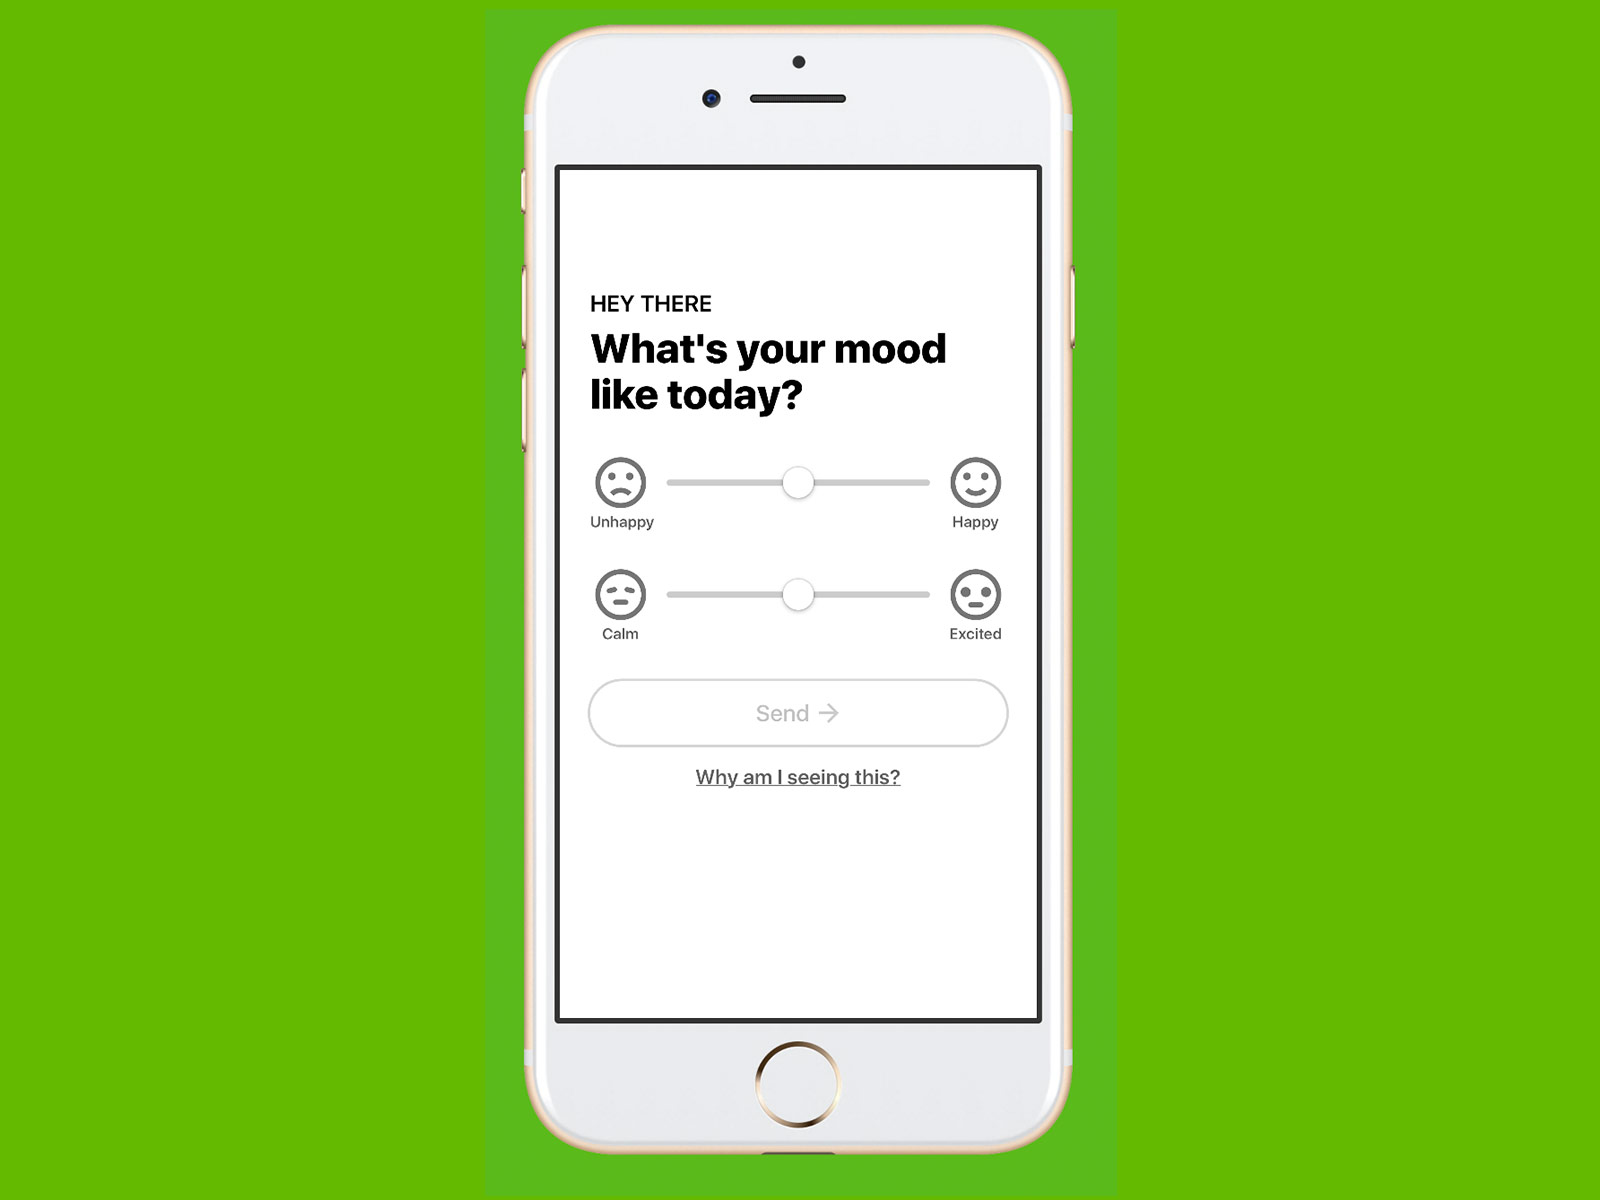 HEY THERE
What's your mood
like today?
Unhappy
Happy
Calm
Excited
Send →
Why am I seeing this?